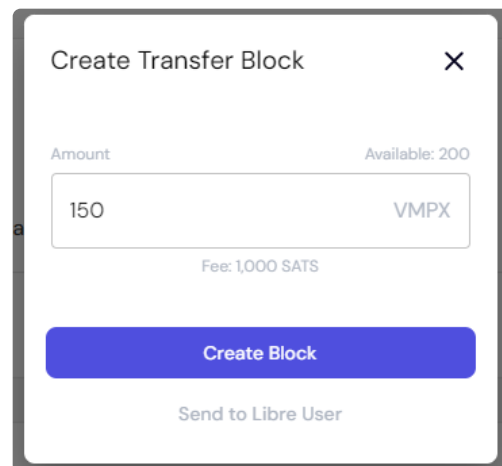 Create Transfer Block
Amount Available: 200
150 VMPX
a
Fee: 1,000 SATS
Create Block
Send to Libre User